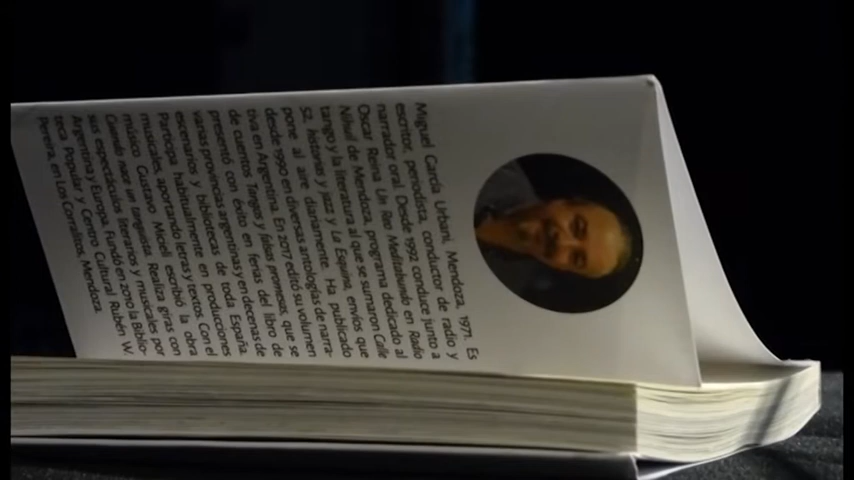 Miguel García Urbani, Mendoza, 1971. Es
escritor, periodista, conductor de radio y
narrador oral. Desde 1992 conduce junto a
Oscar Reina Un Reo Meditabundo en Radio
Nihuil de Mendoza, programa dedicado al
tango y la literatura al que se sumaron Calle
52, historias y jazz y La Esquina, envíos que
pone al aire diariamente. Ha publicado
desde 1990 en diversas antologías de narra-
tiva en Argentina. En 2017 editó su volumen
de cuentos Tangos y falsas promesas, que se
presentó con éxito en ferias del libro de
varias provincias argentinas y en decenas de
escenarios y bibliotecas de toda España.
Participa habitualmente en producciones
musicales, aportando letras y textos. Con el
músico Gustavo Miceli escribió la obra
Cuando nace un tanguista. Realiza giras con
sus espectáculos literarios y musicales por
Argentina y Europa. Fundó en 2010 la Biblio-
teca Popular y Centro Cultural Rubén W.
Pereira, en Los Corralitos, Mendoza.